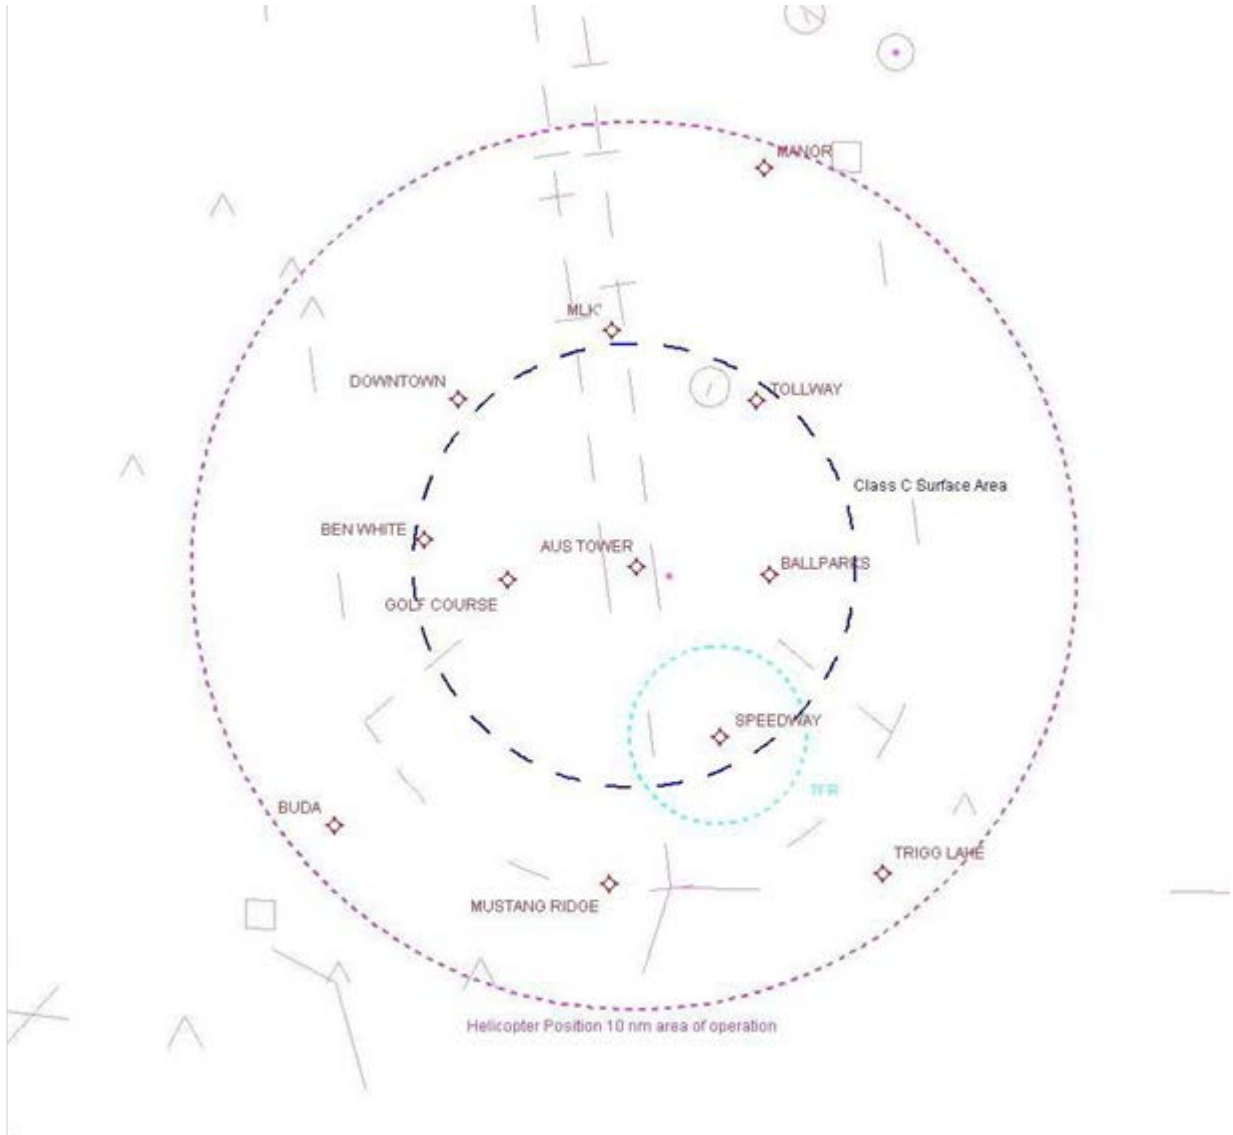 MANOR
MLK
DOWNTOWN
TOLLWAY
Class C Surface Area
BEN WHITE
AUS TOWER
BALLPARKS
GOLF COURSE
SPEEDWAY
TFR
BUDA
TRIGG LAKE
MUSTANG RIDGE
Helicopter Position 10 nm area of operation